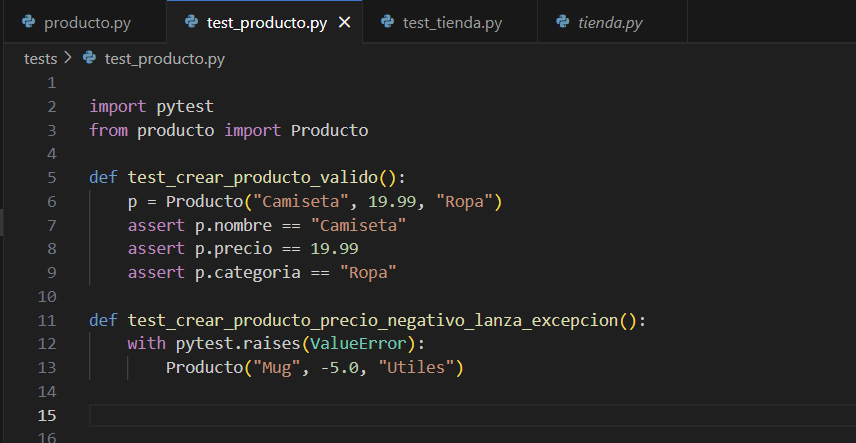 producto.py test_producto.py × test_tienda.py tienda.py
tests > test_producto.py
1
2 import pytest
3 from producto import Producto
4
5 def test_crear_producto_valido():
6     p = Producto("Camiseta", 19.99, "Ropa")
7     assert p.nombre == "Camiseta"
8     assert p.precio == 19.99
9     assert p.categoria == "Ropa"
10
11 def test_crear_producto_precio_negativo_lanza_excepcion():
12     with pytest.raises(ValueError):
13         Producto("Mug", -5.0, "Utiles")
14
15
16